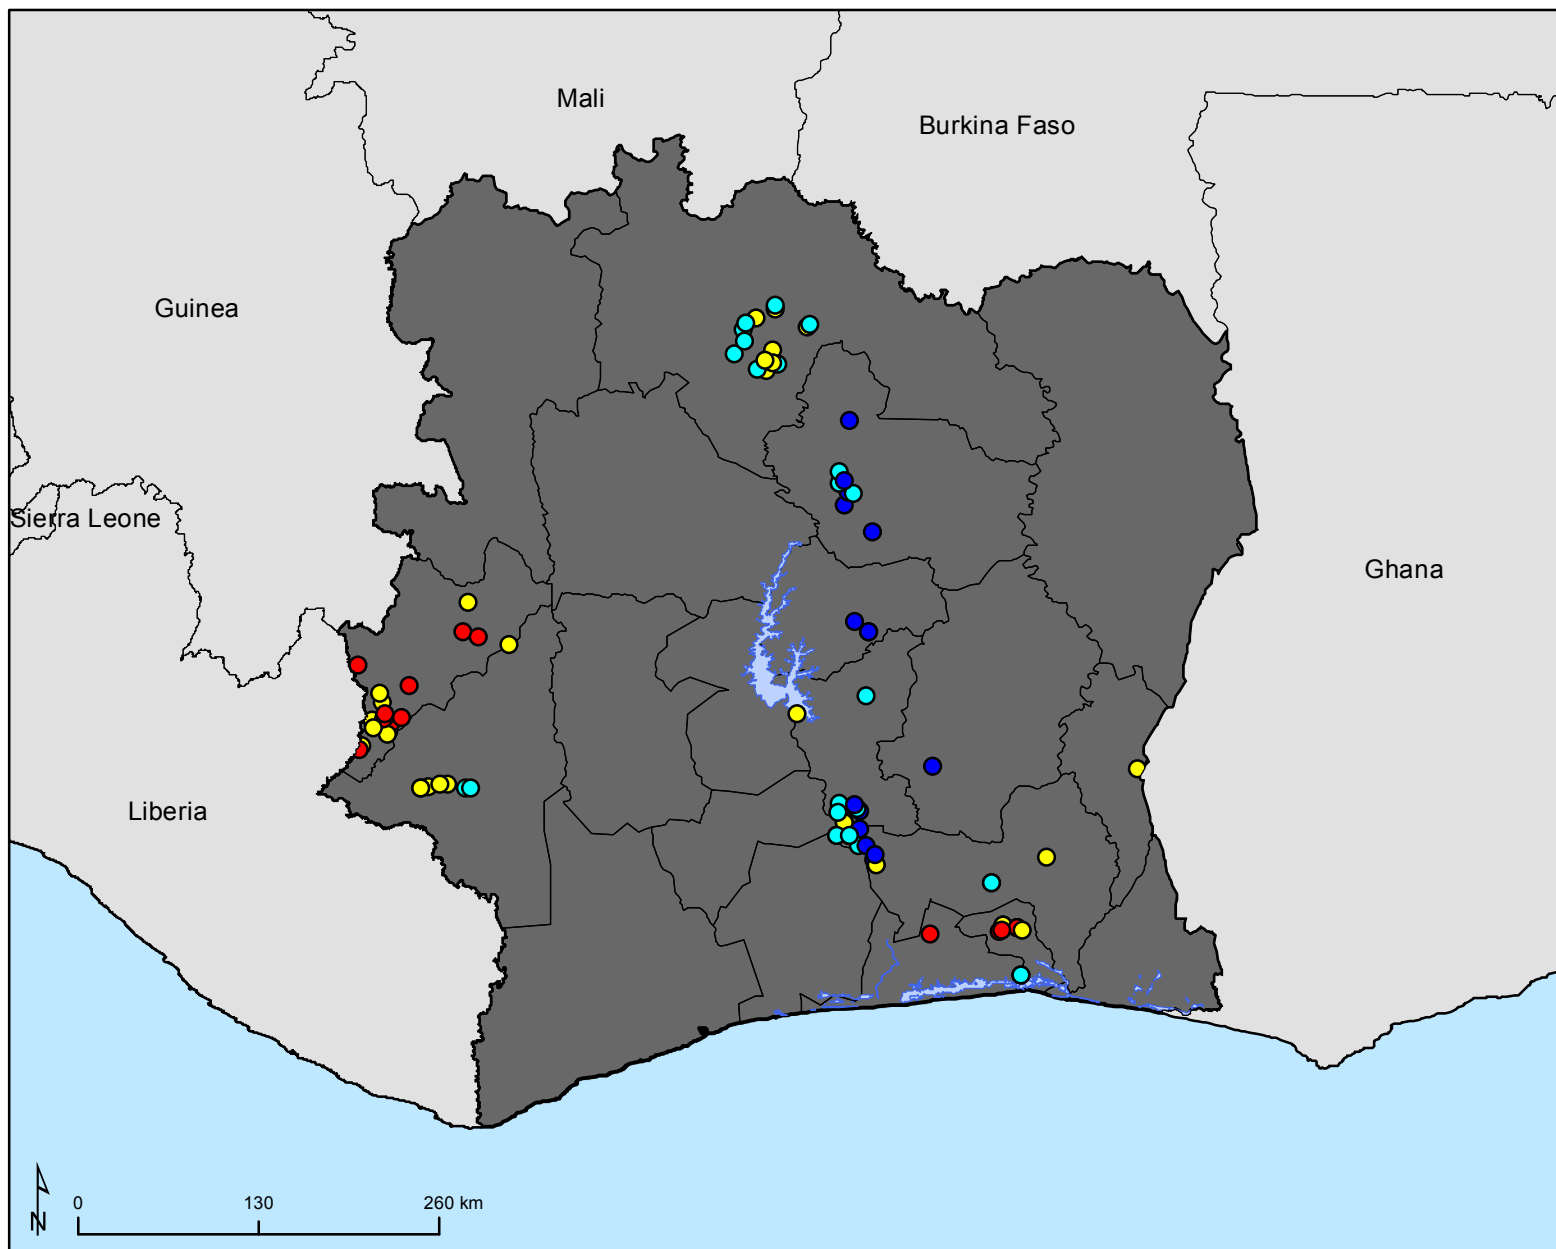 Mali
Burkina Faso
Guinea
Sierra Leone
Ghana
Liberia
0 130 260 km
N